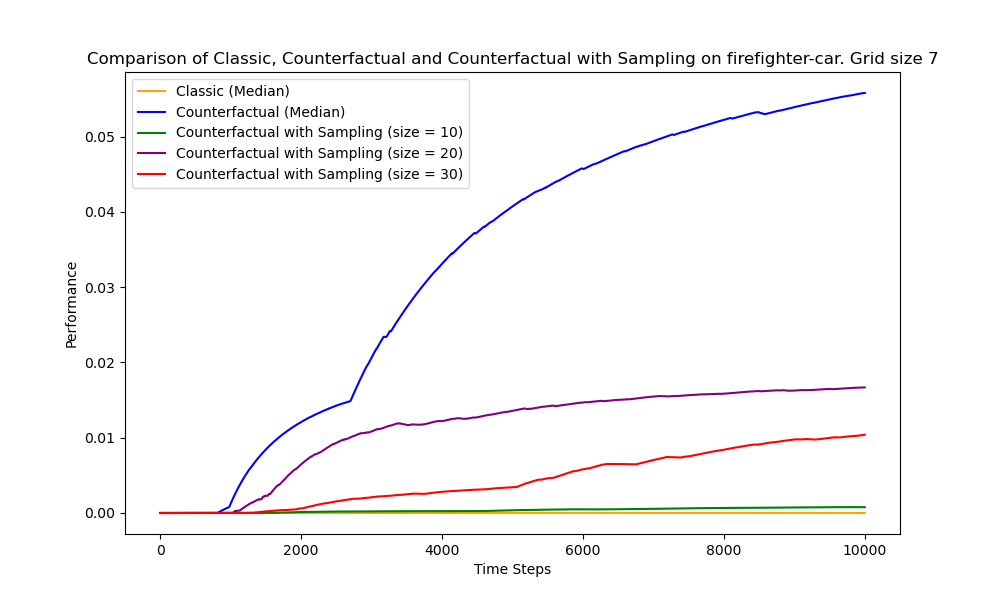 Comparison of Classic, Counterfactual and Counterfactual with Sampling on firefighter-car. Grid size 7
Classic (Median)
Counterfactual (Median)
Counterfactual with Sampling (size = 10)
Counterfactual with Sampling (size = 20)
Counterfactual with Sampling (size = 30)
Performance
0.05
0.04
0.03
0.02
0.01
0.00
0 2000 4000 6000 8000 10000
Time Steps